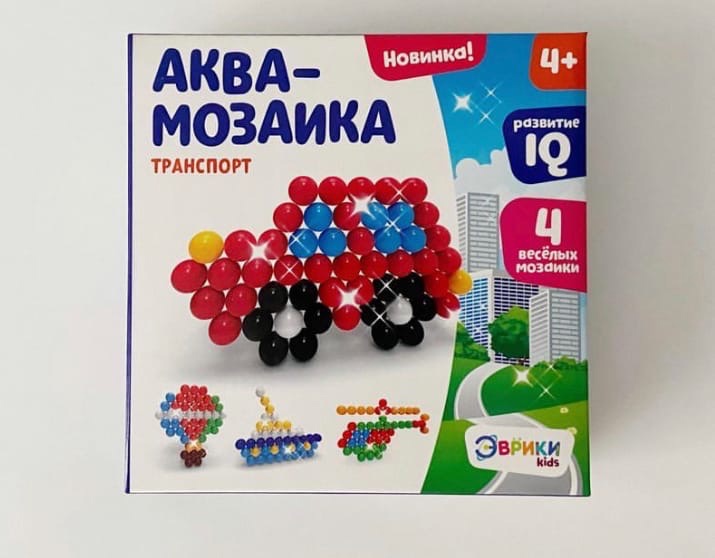 АКВА-
МОЗАИКА
ТРАНСПОРТ
Новинка!
4+
развитие
IQ
4
весёлых
мозаики
ЭВРИКИ
kids